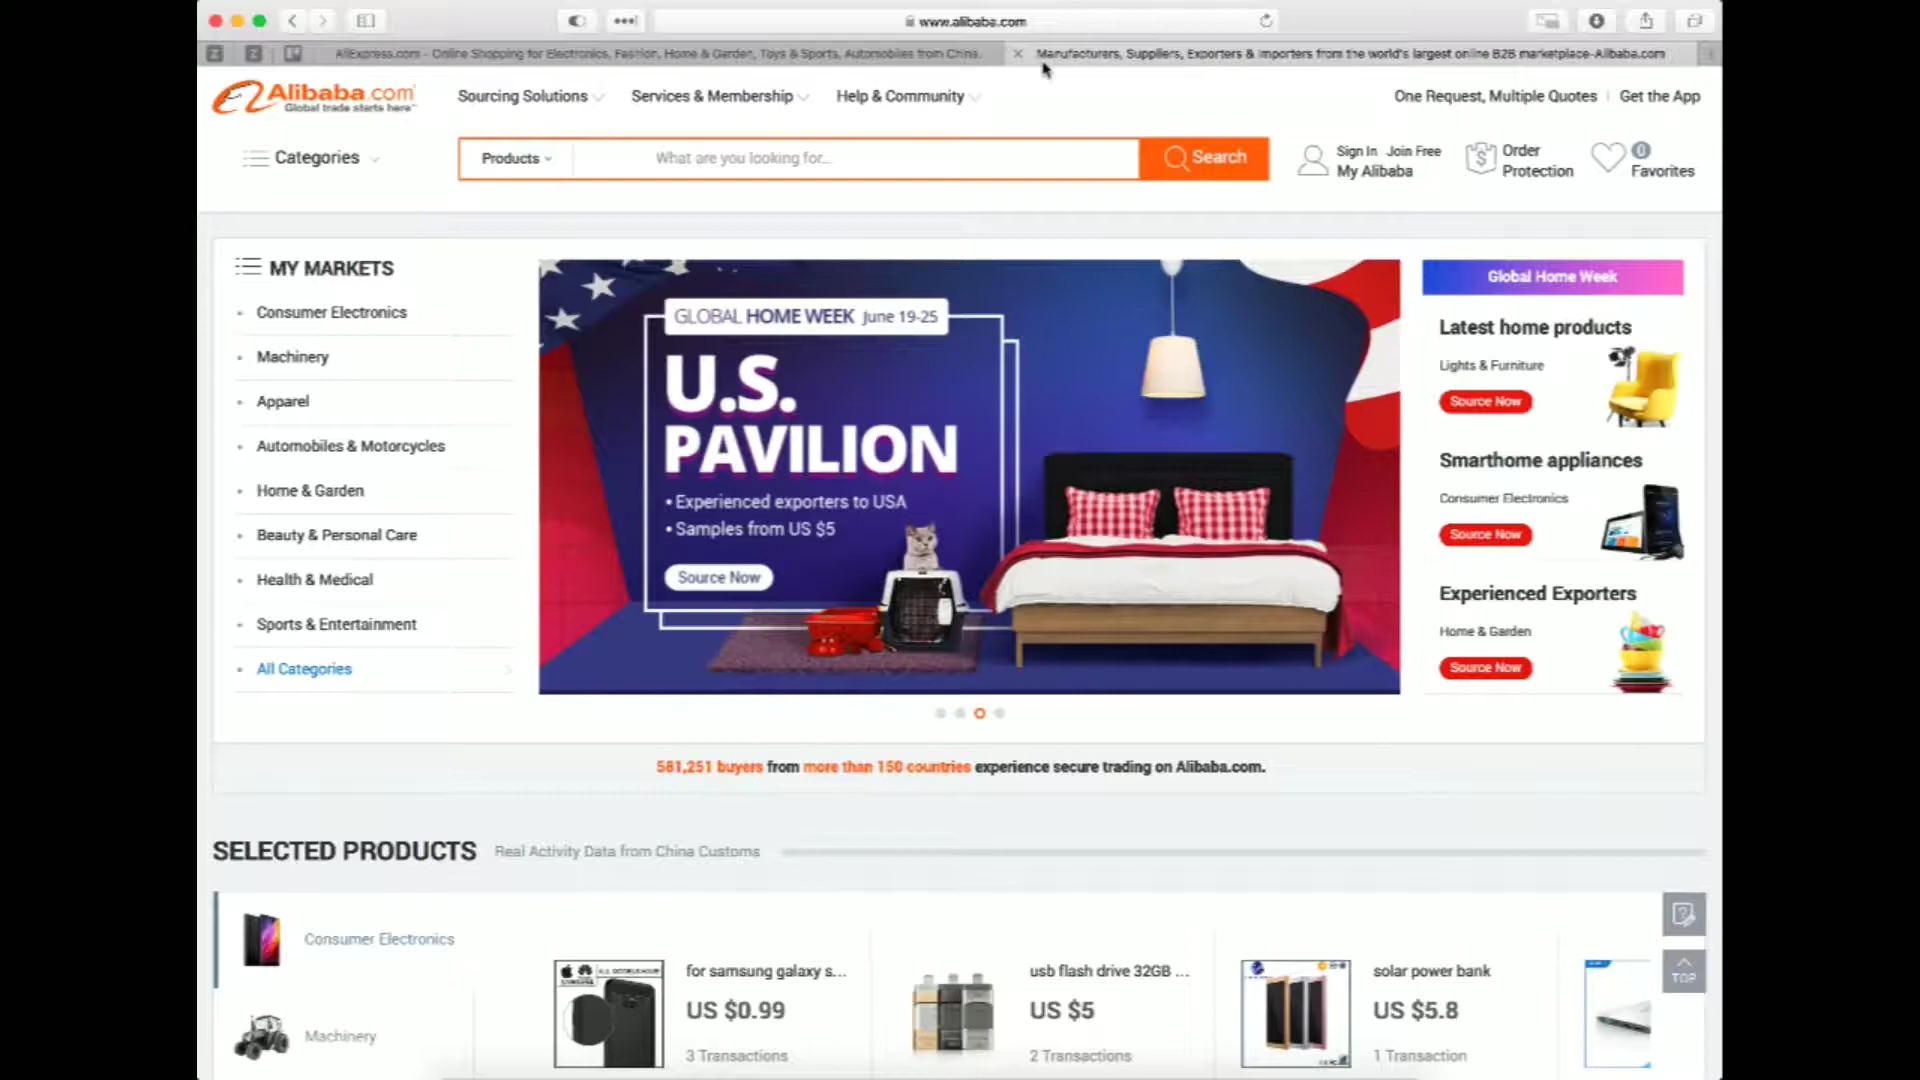 www.alibaba.com
AliExpress.com - Online Shopping for Electronics, Fashion, Home & Garden, Toys & Sports, Automobiles from China.
Manufacturers, Suppliers, Exporters & Importers from the world's largest online B2B marketplace-Alibaba.com
Alibaba.com
Global trade starts here™
Sourcing Solutions
Services & Membership
Help & Community
One Request, Multiple Quotes
Get the App
Categories
Products
What are you looking for...
Search
Sign In Join Free
My Alibaba
Order
Protection
0
Favorites
MY MARKETS
Consumer Electronics
Machinery
Apparel
Automobiles & Motorcycles
Home & Garden
Beauty & Personal Care
Health & Medical
Sports & Entertainment
All Categories
GLOBAL HOME WEEK June 19-25
U.S.
PAVILION
• Experienced exporters to USA
• Samples from US $5
Source Now
Global Home Week
Latest home products
Lights & Furniture
Source Now
Smarthome appliances
Consumer Electronics
Source Now
Experienced Exporters
Home & Garden
Source Now
581,251 buyers from more than 150 countries experience secure trading on Alibaba.com.
SELECTED PRODUCTS
Real Activity Data from China Customs
Consumer Electronics
Machinery
for samsung galaxy s...
US $0.99
3 Transactions
usb flash drive 32GB ...
US $5
2 Transactions
solar power bank
US $5.8
1 Transaction
TOP